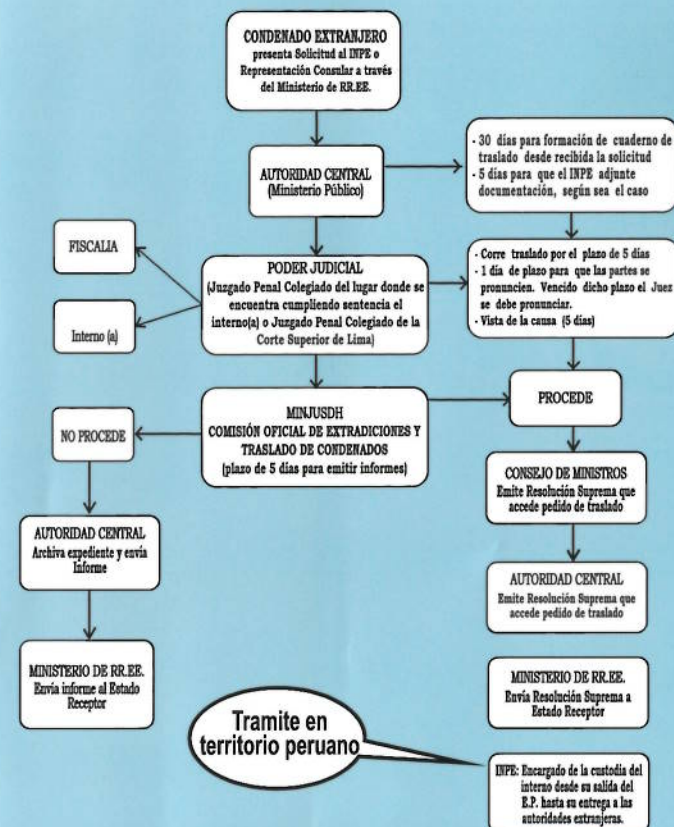 CONDENADO EXTRANJERO
presenta Solicitud al INPE o
Representación Consular a través
del Ministerio de RR.EE.
AUTORIDAD CENTRAL
(Ministerio Público)
- 30 días para formación de cuaderno de
traslado desde recibida la solicitud
- 5 días para que el INPE adjunte
documentación, según sea el caso
FISCALIA
Interno (a)
PODER JUDICIAL
(Juzgado Penal Colegiado del lugar donde se
encuentra cumpliendo sentencia el
interno(a) o Juzgado Penal Colegiado de la
Corte Superior de Lima)
- Corre traslado por el plazo de 5 días
- 1 día de plazo para que las partes se
pronuncien. Vencido dicho plazo el Juez
se debe pronunciar.
- Vista de la causa (5 días)
NO PROCEDE
MINJUSDH
COMISIÓN OFICIAL DE EXTRADICIONES Y
TRASLADO DE CONDENADOS
(plazo de 5 días para emitir informes)
PROCEDE
AUTORIDAD CENTRAL
Archiva expediente y envía
Informe
CONSEJO DE MINISTROS
Emite Resolución Suprema que
accede pedido de traslado
AUTORIDAD CENTRAL
Emite Resolución Suprema que
accede pedido de traslado
MINISTERIO DE RR.EE.
Envía informe al Estado
Receptor
MINISTERIO DE RR.EE.
Envía Resolución Suprema a
Estado Receptor
Tramite en
territorio peruano
INPE: Encargado de la custodia del
interno desde su salida del
E.P. hasta su entrega a las
autoridades extranjeras.